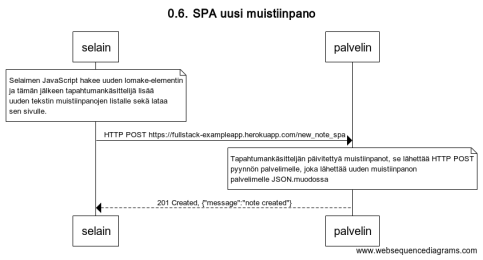 0.6. SPA uusi muistiinpano
selain
palvelin
Selaimen JavaScript hakee uuden lomake-elementin
ja tämän jälkeen tapahtumankäsittelijä lisää
uuden tekstin muistiinpanojen listalle sekä lataa
sen sivulle.
HTTP POST https://fullstack-exampleapp.herokuapp.com/new_note_spa
Tapahtumankäsittelijän päivitettyä muistiinpanot, se lähettää HTTP POST
pyynnön palvelimelle, joka lähettää uuden muistiinpanon
palvelimelle JSON.muodossa
201 Created, {"message":"note created"}
selain
palvelin
www.websequencediagrams.com